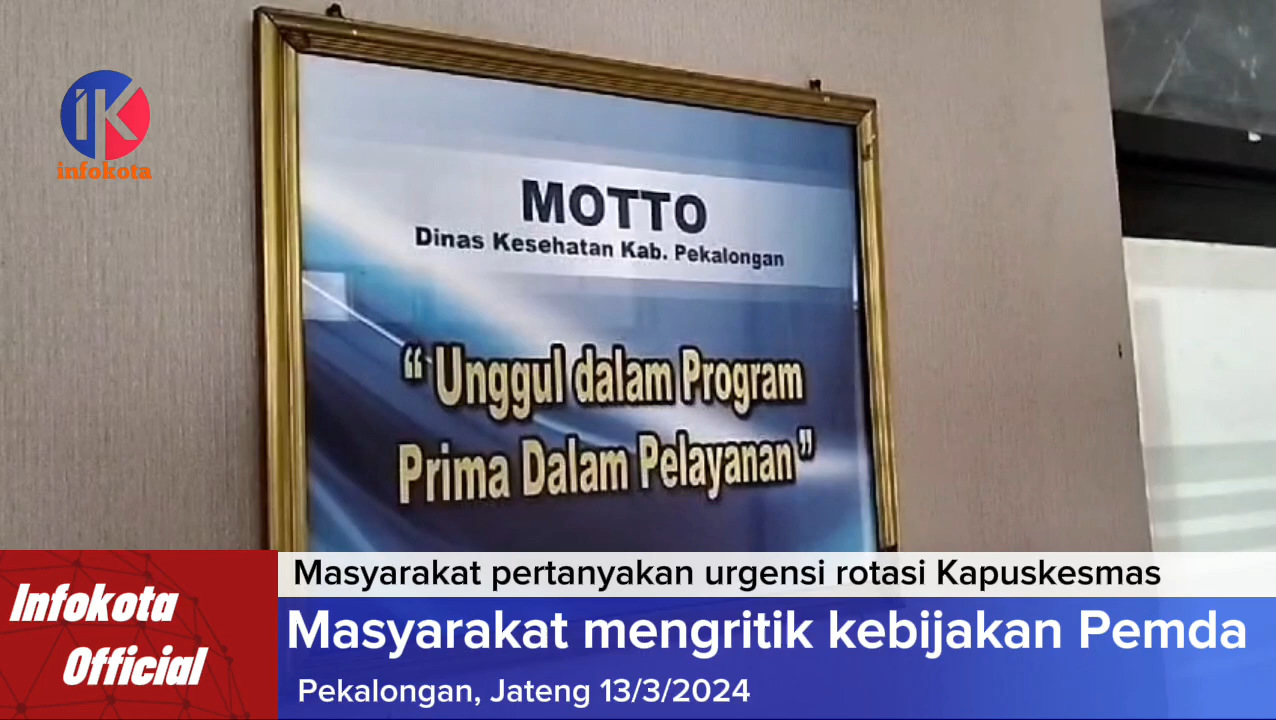 IK
infokota
MOTTO
Dinas Kesehatan Kab. Pekalongan
“ Unggul dalam Program
Prima Dalam Pelayanan ”
Masyarakat pertanyakan urgensi rotasi Kapuskesmas
Infokota
Official
Masyarakat mengritik kebijakan Pemda
Pekalongan, Jateng 13/3/2024